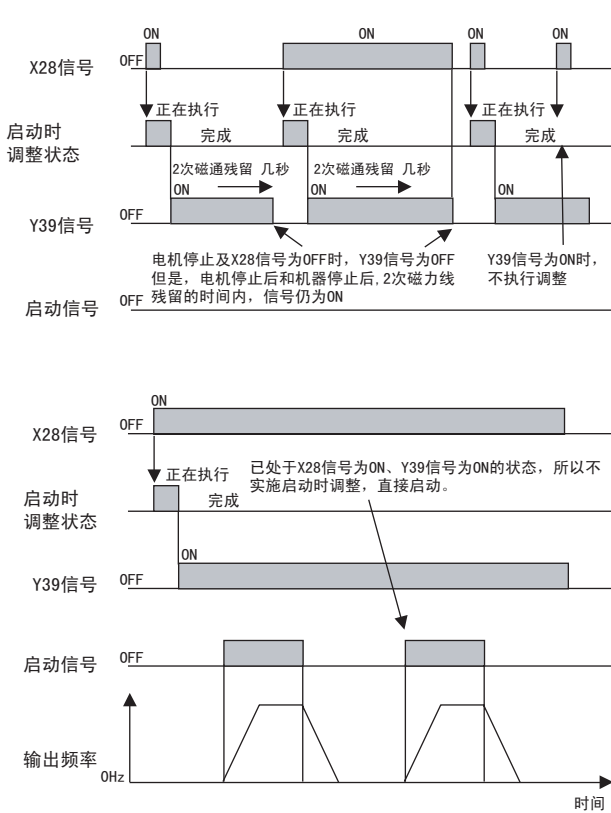 ON ON ON ON
X28信号 OFF
正在执行 正在执行 正在执行
启动时
调整状态
完成 完成 完成
2次磁通残留 几秒 2次磁通残留 几秒
ON ON ON
Y39信号 OFF
电机停止及X28信号为OFF时，Y39信号为OFF
但是，电机停止后和机器停止后,2次磁力线
残留的时间内，信号仍为ON
Y39信号为ON时，
不执行调整
启动信号 OFF
ON
X28信号 OFF
已处于X28信号为ON、Y39信号为ON的状态，所以不
实施启动时调整，直接启动。
正在执行
启动时
调整状态
完成
ON
Y39信号 OFF
启动信号 OFF
输出频率
0Hz
时间